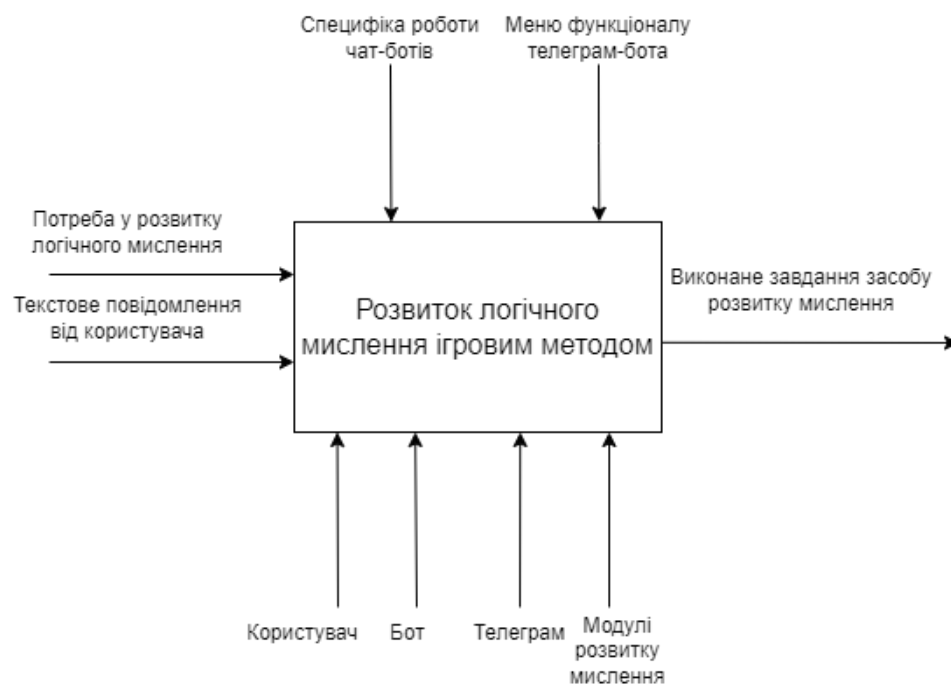 Специфіка роботи
чат-ботів
Меню функціоналу
телеграм-бота
Потреба у розвитку
логічного мислення
Текстове повідомлення
від користувача
Розвиток логічного
мислення ігровим методом
Виконане завдання засобу
розвитку мислення
Користувач
Бот
Телеграм
Модулі
розвитку
мислення